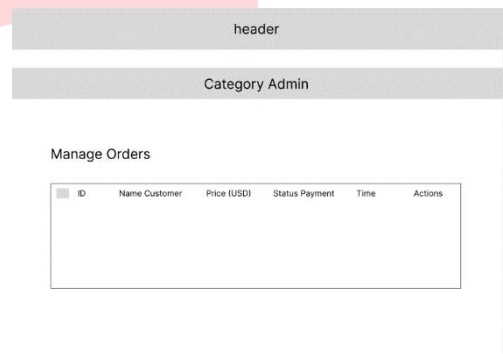 header
Category Admin
Manage Orders
ID Name Customer Price (USD) Status Payment Time Actions